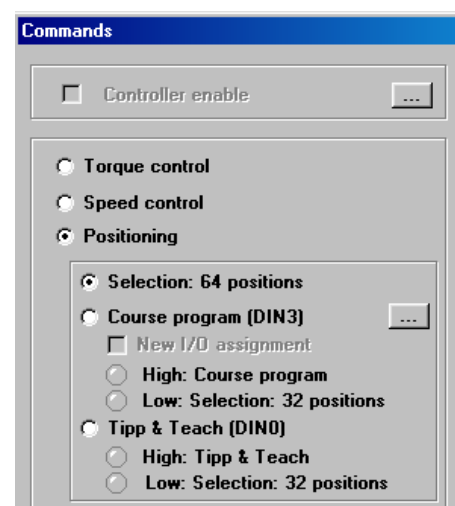 Commands
Controller enable
...
Torque control
Speed control
Positioning
Selection: 64 positions
Course program (DIN3)
...
New I/O assignment
High: Course program
Low: Selection: 32 positions
Tipp & Teach (DIN0)
High: Tipp & Teach
Low: Selection: 32 positions